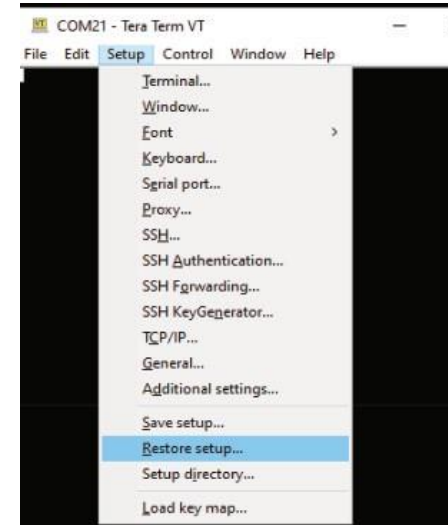 COM21 - Tera Term VT
File Edit Setup Control Window Help
Terminal...
Window...
Font
Keyboard...
Serial port...
Proxy...
SSH...
SSH Authentication...
SSH Forwarding...
SSH KeyGenerator...
TCP/IP...
General...
Additional settings...
Save setup...
Restore setup...
Setup directory...
Load key map...